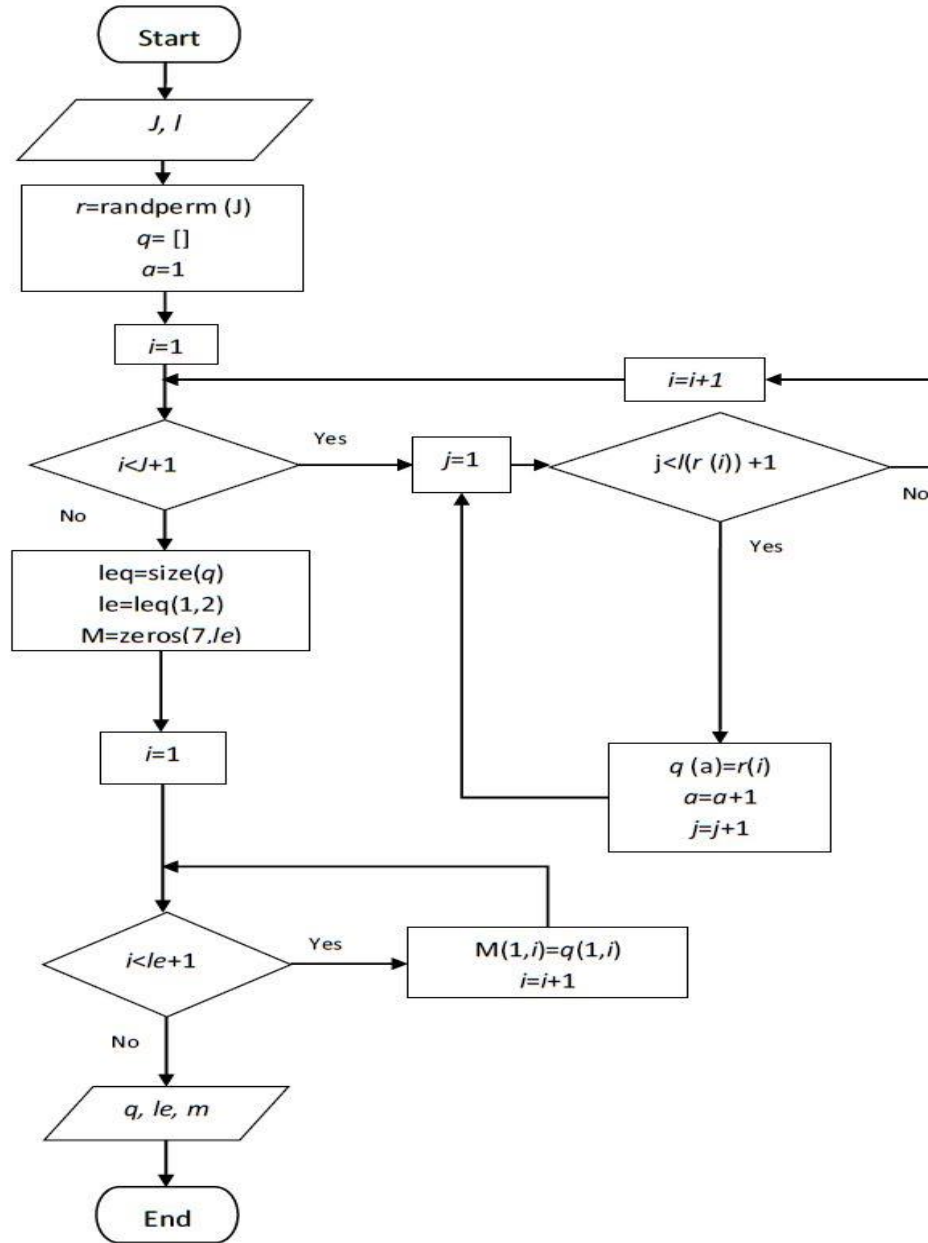 Start
J, l
r=randperm (J)
q= []
a=1
i=1
i=i+1
i<J+1
Yes
j=1
j<l(r (i)) +1
No
No
Yes
leq=size(q)
le=leq(1,2)
M=zeros(7,le)
i=1
q (a)=r(i)
a=a+1
j=j+1
i<le+1
Yes
M(1,i)=q(1,i)
i=i+1
No
q, le, m
End